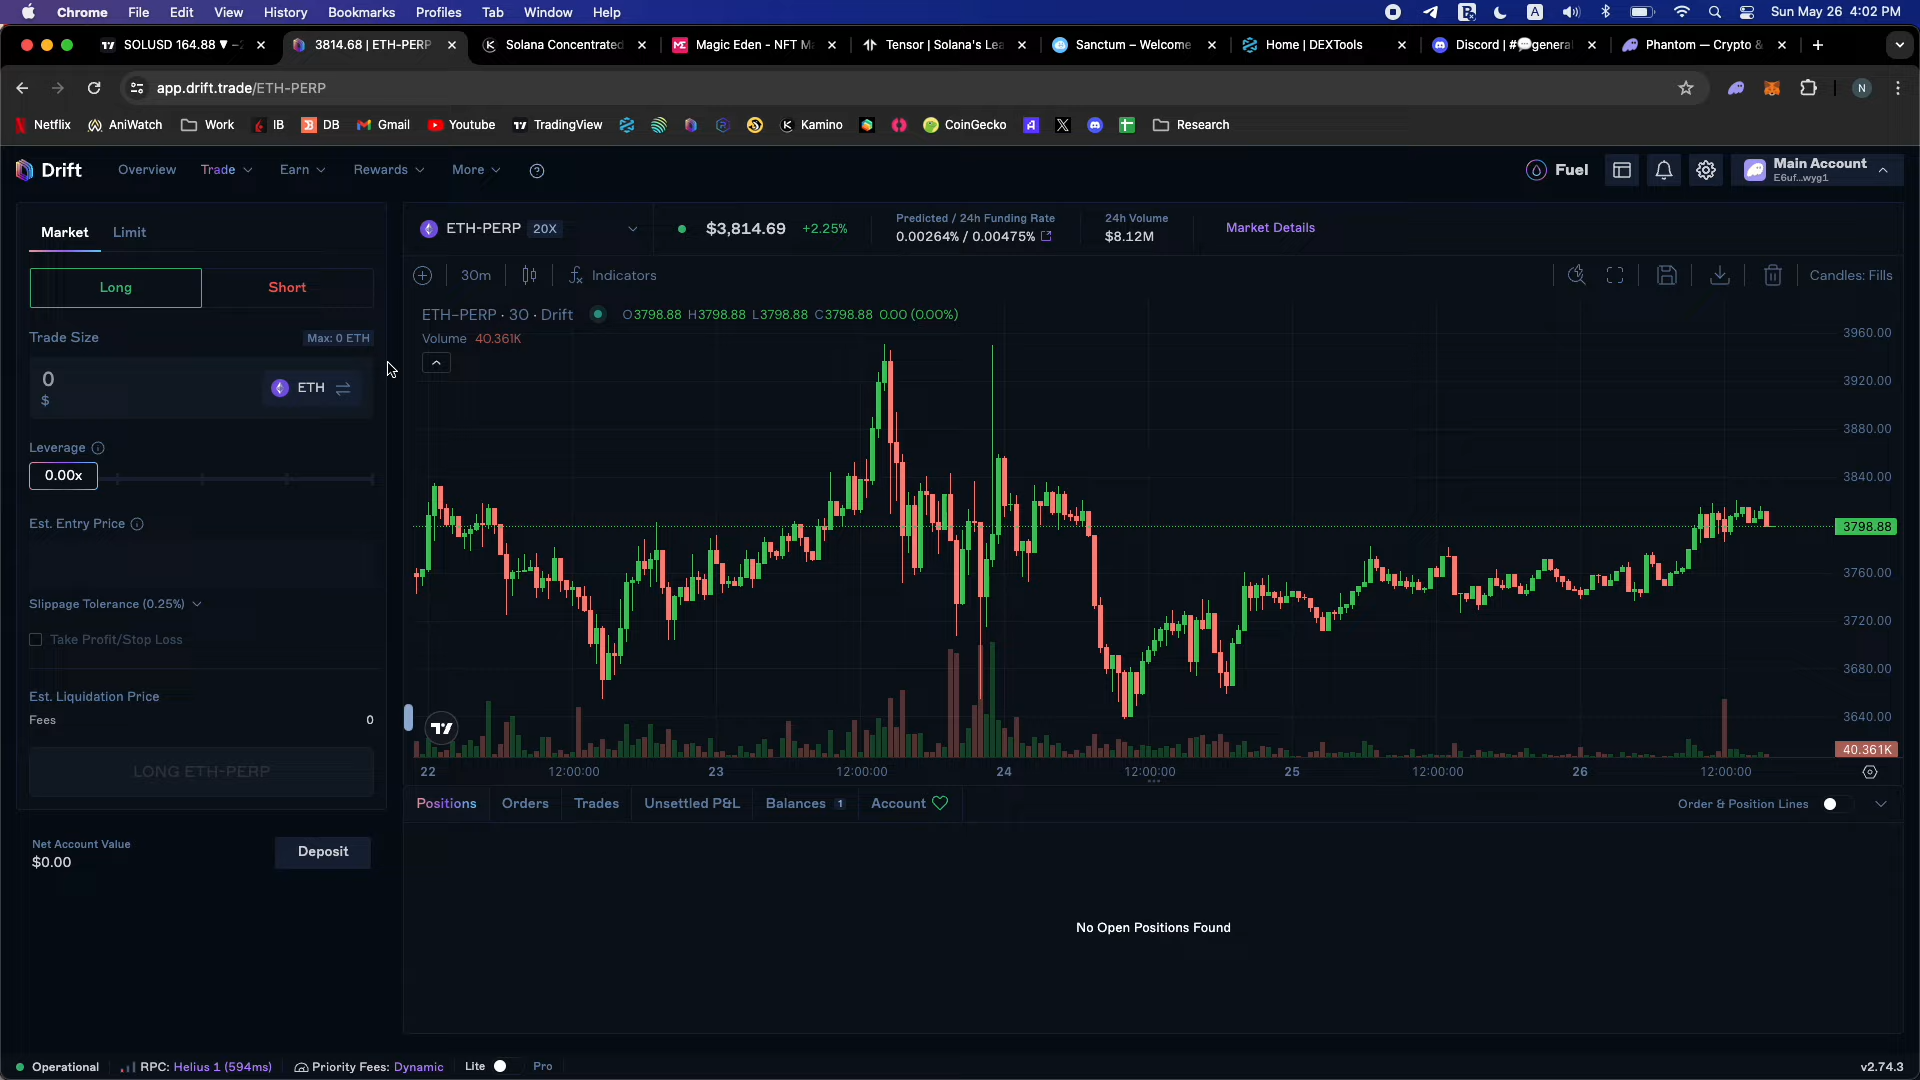 Chrome File Edit View History Bookmarks Profiles Tab Window Help
A Sun May 26 4:02 PM
SOLUSD 164.88 ▼ −
3814.68 | ETH-PERP
Solana Concentrated
Magic Eden - NFT M
Tensor | Solana's Lea
Sanctum – Welcome
Home | DEXTools
Discord | #💬general
Phantom — Crypto &
app.drift.trade/ETH-PERP
N
Netflix AniWatch Work IB DB Gmail Youtube TradingView Kamino CoinGecko Research
Drift Overview Trade Earn Rewards More
Fuel
Main Account
E6uf...wyg1
Market Limit
Long Short
Trade Size Max: 0 ETH
0
$
ETH
Leverage
0.00x
Est. Entry Price
Slippage Tolerance (0.25%)
Take Profit/Stop Loss
Est. Liquidation Price
Fees 0
LONG ETH-PERP
Net Account Value
$0.00
Deposit
ETH-PERP 20X
$3,814.69 +2.25%
Predicted / 24h Funding Rate
0.00264% / 0.00475%
24h Volume
$8.12M
Market Details
30m Indicators
Candles: Fills
ETH-PERP · 30 · Drift O3798.88 H3798.88 L3798.88 C3798.88 0.00 (0.00%)
Volume 40.361K
3960.00
3920.00
3880.00
3840.00
3798.88
3760.00
3720.00
3680.00
3640.00
40.361K
22 12:00:00 23 12:00:00 24 12:00:00 25 12:00:00 26 12:00:00
Positions Orders Trades Unsettled P&L Balances 1 Account
Order & Position Lines
No Open Positions Found
Operational RPC: Helius 1 (594ms) Priority Fees: Dynamic Lite Pro
v2.74.3